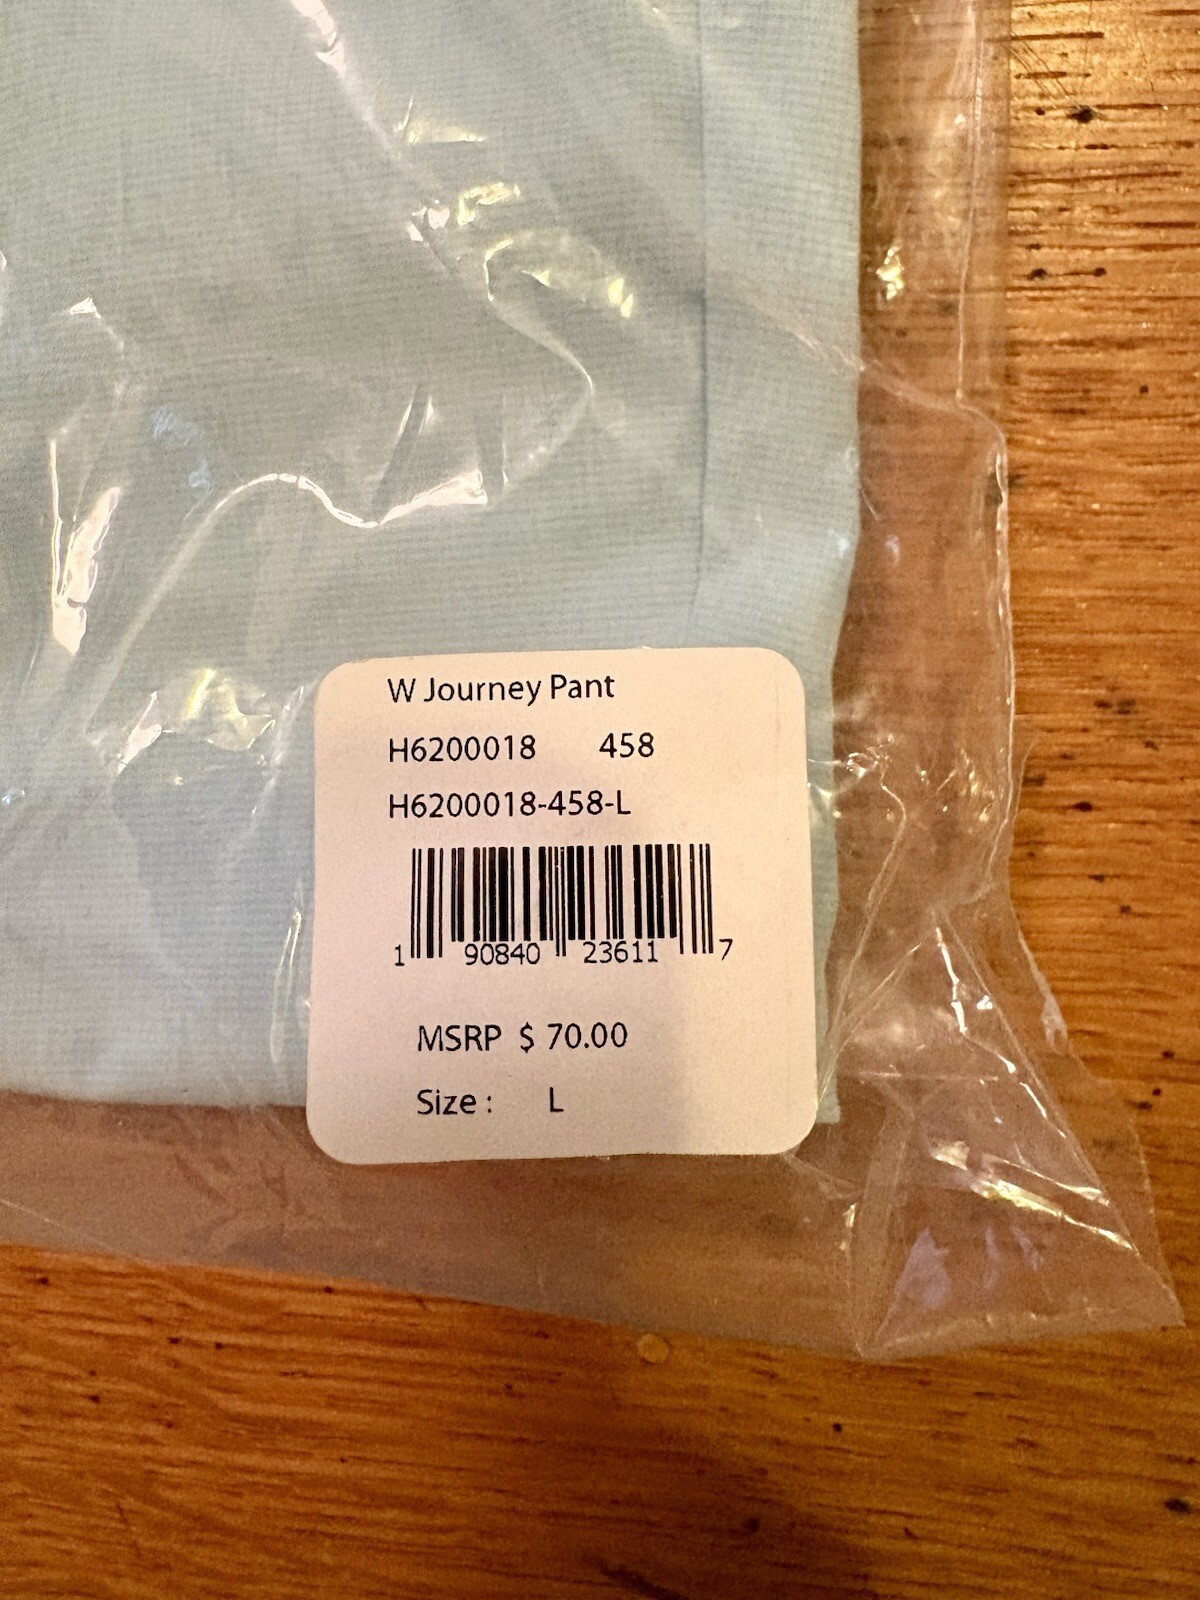 W Journey Pant
H6200018 458
H6200018-458-L
1 90840 23611 7
MSRP $ 70.00
Size : L